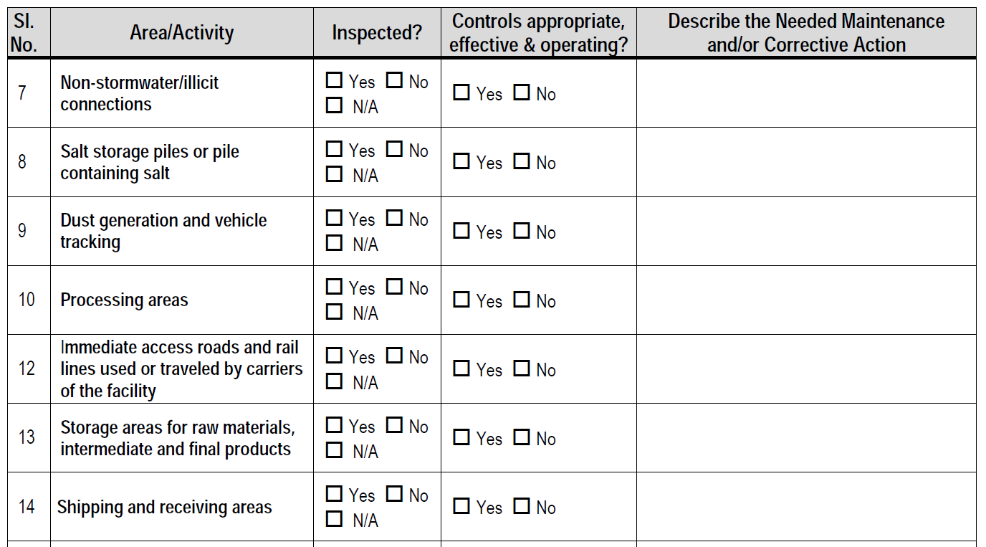 Sl. No. Area/Activity Inspected? Controls appropriate, effective & operating? Describe the Needed Maintenance and/or Corrective Action
7 Non-stormwater/illicit connections ☐ Yes ☐ No ☐ N/A ☐ Yes ☐ No
8 Salt storage piles or pile containing salt ☐ Yes ☐ No ☐ N/A ☐ Yes ☐ No
9 Dust generation and vehicle tracking ☐ Yes ☐ No ☐ N/A ☐ Yes ☐ No
10 Processing areas ☐ Yes ☐ No ☐ N/A ☐ Yes ☐ No
12 Immediate access roads and rail lines used or traveled by carriers of the facility ☐ Yes ☐ No ☐ N/A ☐ Yes ☐ No
13 Storage areas for raw materials, intermediate and final products ☐ Yes ☐ No ☐ N/A ☐ Yes ☐ No
14 Shipping and receiving areas ☐ Yes ☐ No ☐ N/A ☐ Yes ☐ No